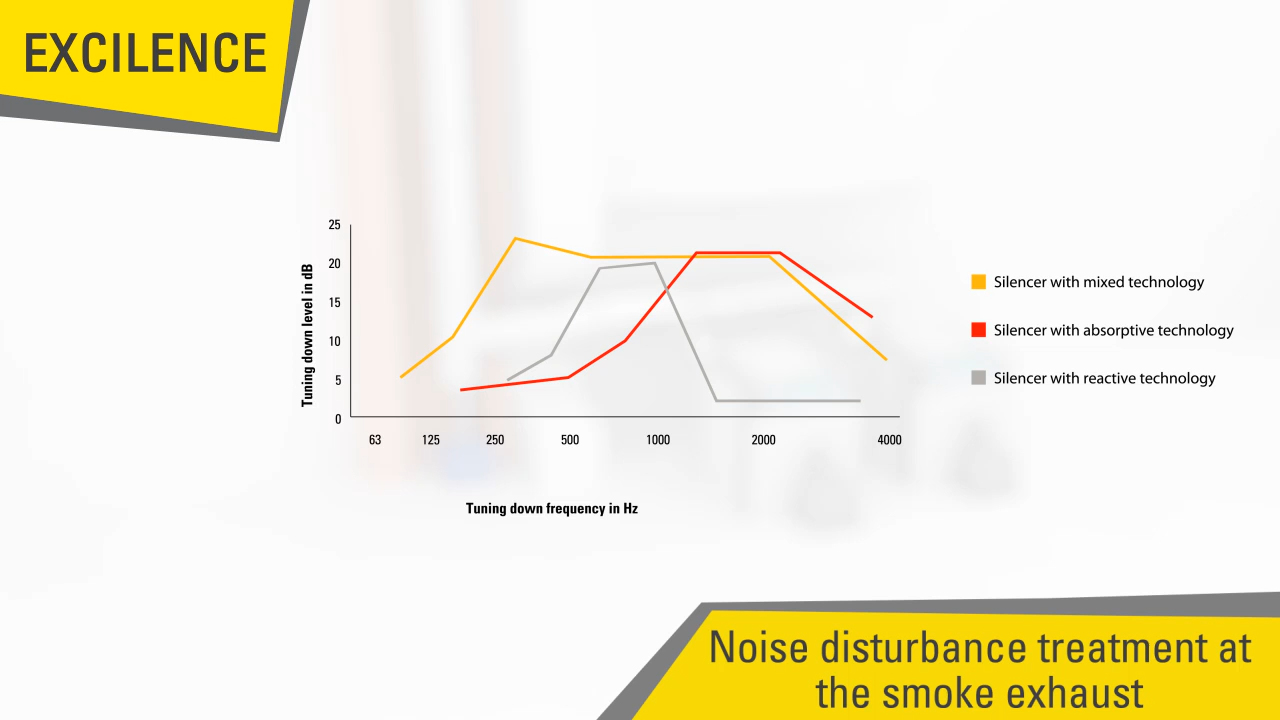 EXCILENCE
25
20
15
10
5
0
Tuning down level in dB
63 125 250 500 1000 2000 4000
Tuning down frequency in Hz
Silencer with mixed technology
Silencer with absorptive technology
Silencer with reactive technology
Noise disturbance treatment at
the smoke exhaust